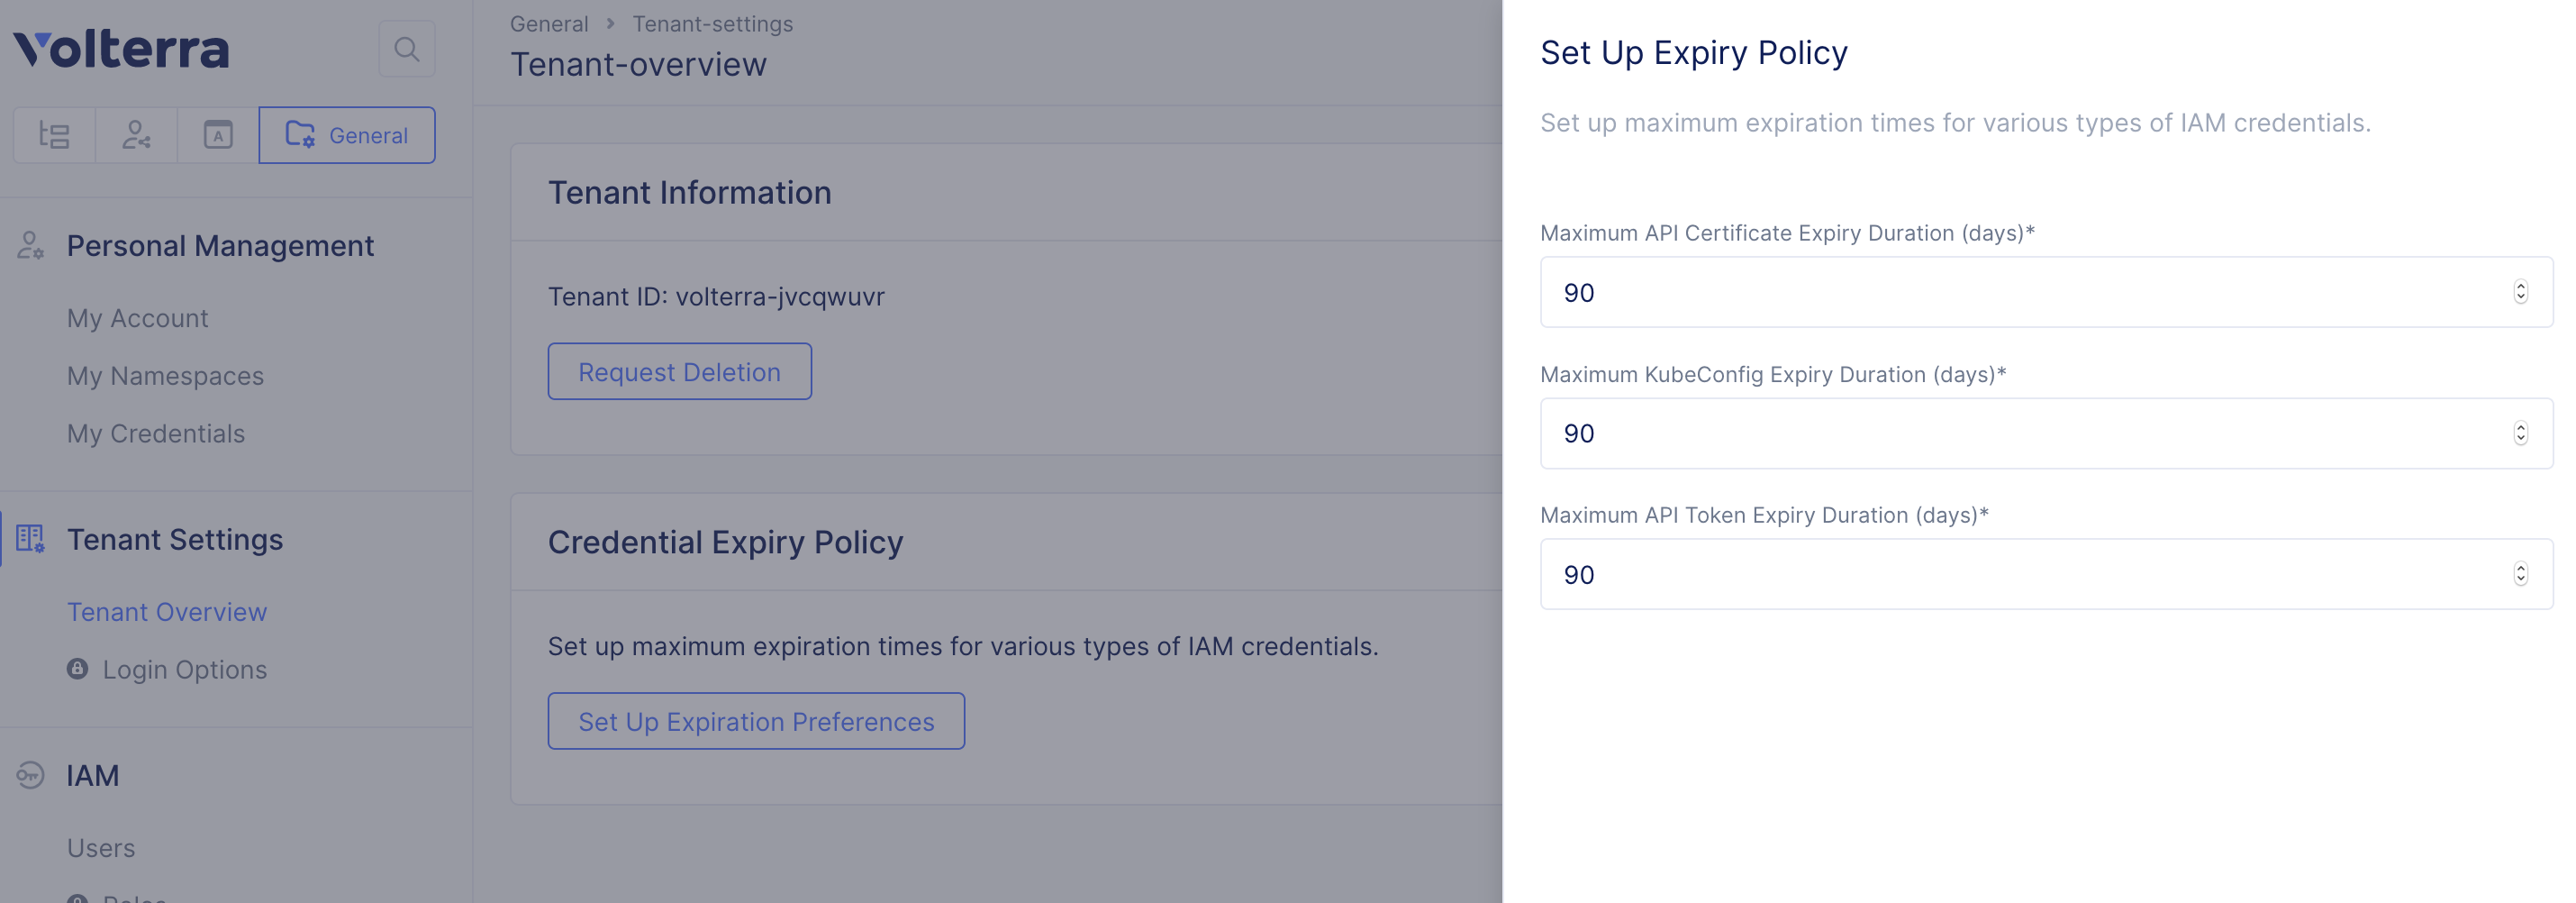 Volterra
General
Personal Management
My Account
My Namespaces
My Credentials
Tenant Settings
Tenant Overview
Login Options
IAM
Users
General > Tenant-settings
Tenant-overview
Tenant Information
Tenant ID: volterra-jvcqwuvr
Request Deletion
Credential Expiry Policy
Set up maximum expiration times for various types of IAM credentials.
Set Up Expiration Preferences
Set Up Expiry Policy
Set up maximum expiration times for various types of IAM credentials.
Maximum API Certificate Expiry Duration (days)*
90
Maximum KubeConfig Expiry Duration (days)*
90
Maximum API Token Expiry Duration (days)*
90